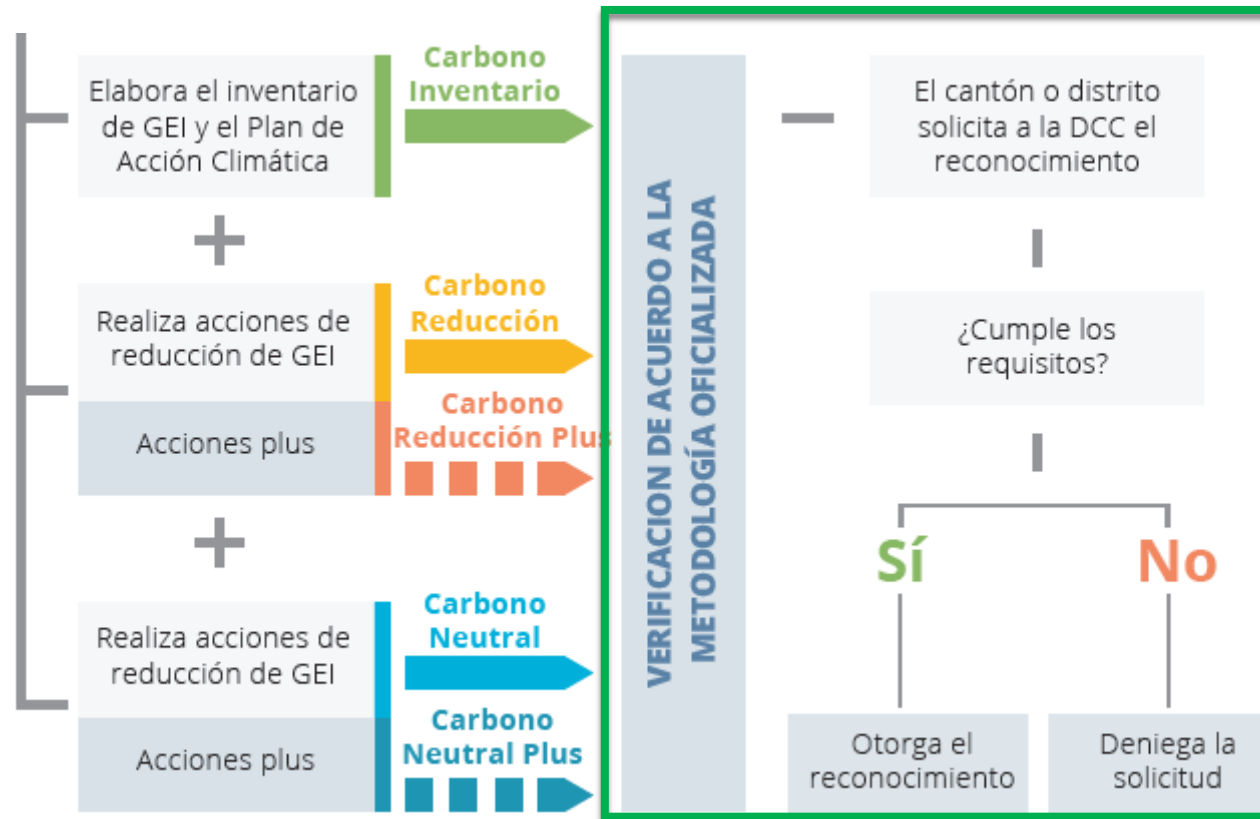 Elabora el inventario
de GEI y el Plan de
Acción Climática
Carbono
Inventario
Realiza acciones de
reducción de GEI
Carbono
Reducción
Acciones plus
Carbono
Reducción Plus
Realiza acciones de
reducción de GEI
Carbono
Neutral
Acciones plus
Carbono
Neutral Plus
VERIFICACION DE ACUERDO A LA
METODOLOGÍA OFICIALIZADA
El cantón o distrito
solicita a la DCC el
reconocimiento
¿Cumple los
requisitos?
Sí
No
Otorga el
reconocimiento
Deniega la
solicitud